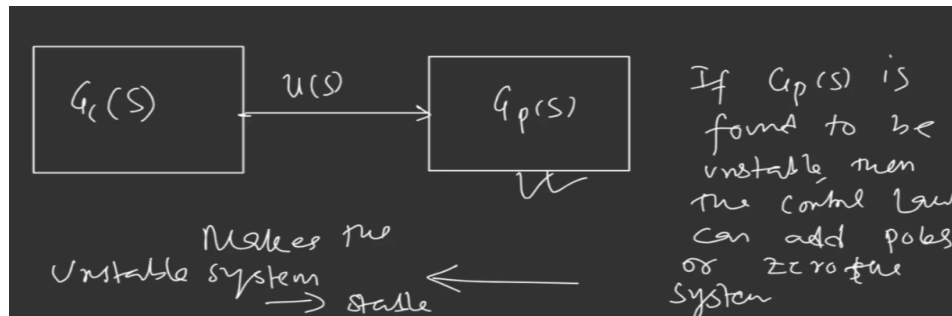 Gc(S)
U(S)
Gp(S)
If Gp(S) is
found to be
unstable, then
the control law
can add poles
or zero the
system
Makes the
Unstable system
→ stable